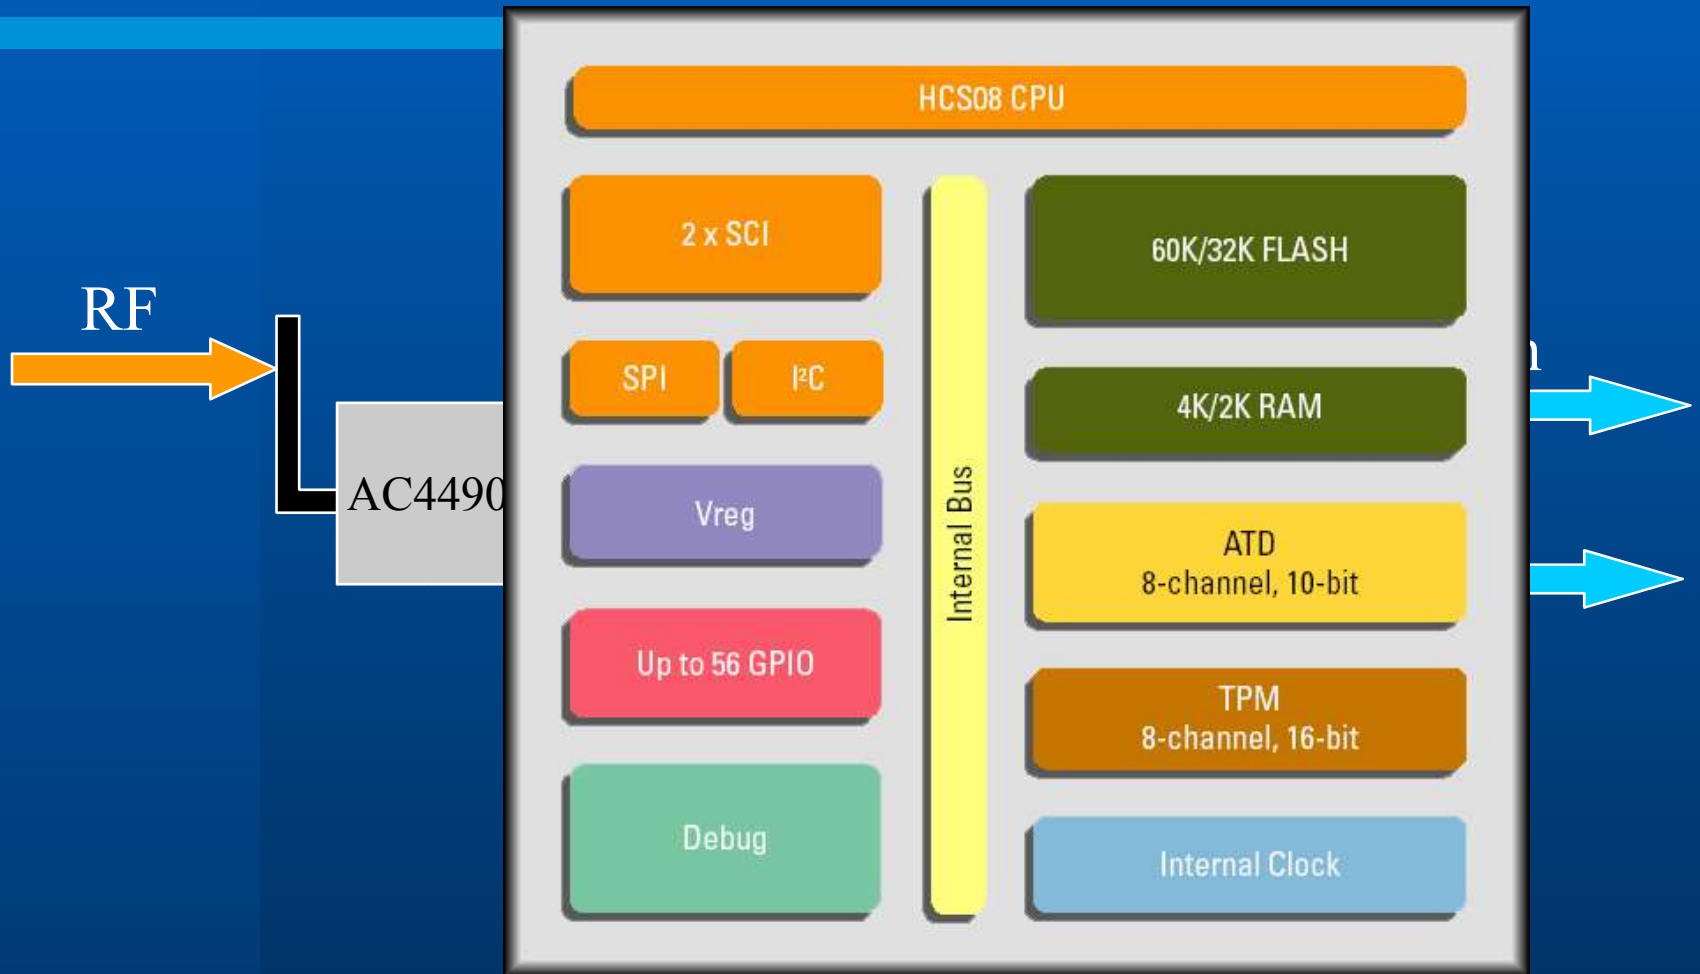 HCS08 CPU
2 x SCI
60K/32K FLASH
RF
SPI
I²C
4K/2K RAM
AC4490
Vreg
Internal Bus
ATD
8-channel, 10-bit
Up to 56 GPIO
TPM
8-channel, 16-bit
Debug
Internal Clock